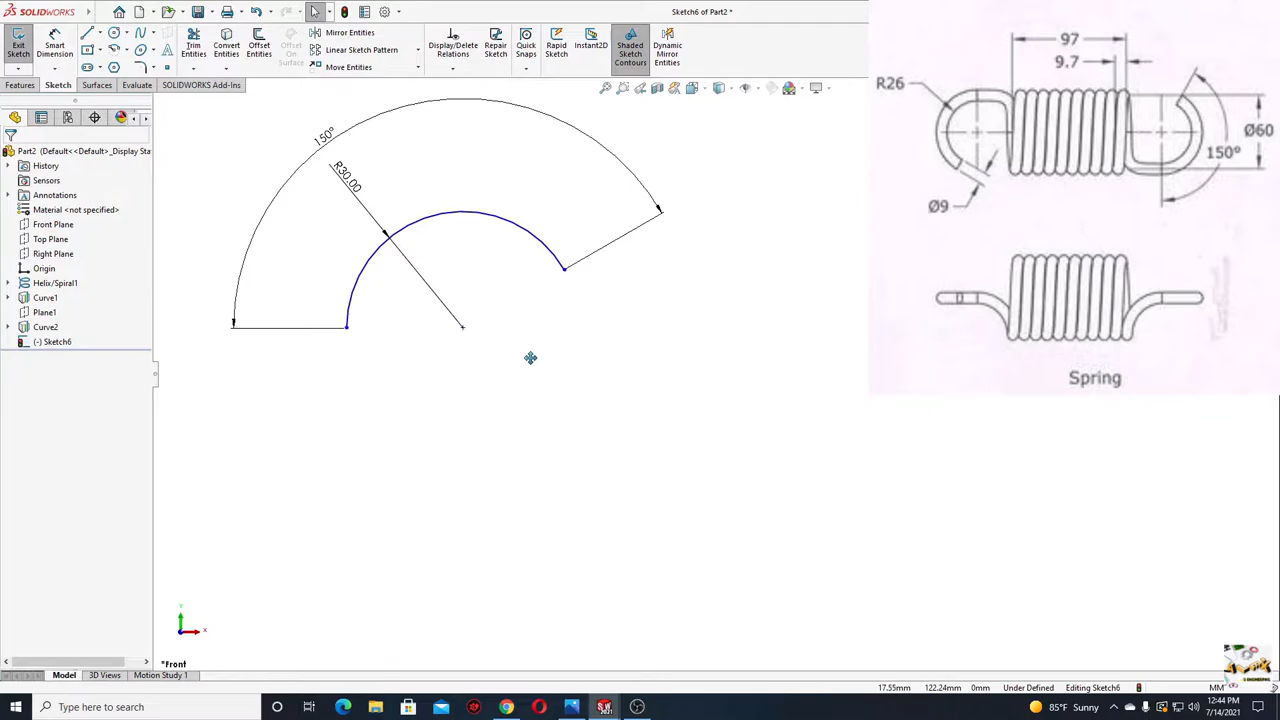 SOLIDWORKS
Sketch6 of Part2 *
Exit Sketch
Smart Dimension
Trim Entities
Convert Entities
Offset Entities
Offset On Surface
Mirror Entities
Linear Sketch Pattern
Move Entities
Display/Delete Relations
Repair Sketch
Quick Snaps
Rapid Sketch
Instant2D
Shaded Sketch Contours
Dynamic Mirror Entities
Features
Sketch
Surfaces
Evaluate
SOLIDWORKS Add-Ins
Part2 (Default<<Default>_Display Sta
History
Sensors
Annotations
Material <not specified>
Front Plane
Top Plane
Right Plane
Origin
Helix/Spiral1
Curve1
Plane1
Curve2
(-) Sketch6
150°
R30.00
Y
X
*Front
97
9.7
R26
Ø60
150°
Ø9
Spring
Model
3D Views
Motion Study 1
17.55mm
122.24mm
0mm
Under Defined
Editing Sketch6
MM
Type here to search
85°F Sunny
12:44 PM
7/14/2021